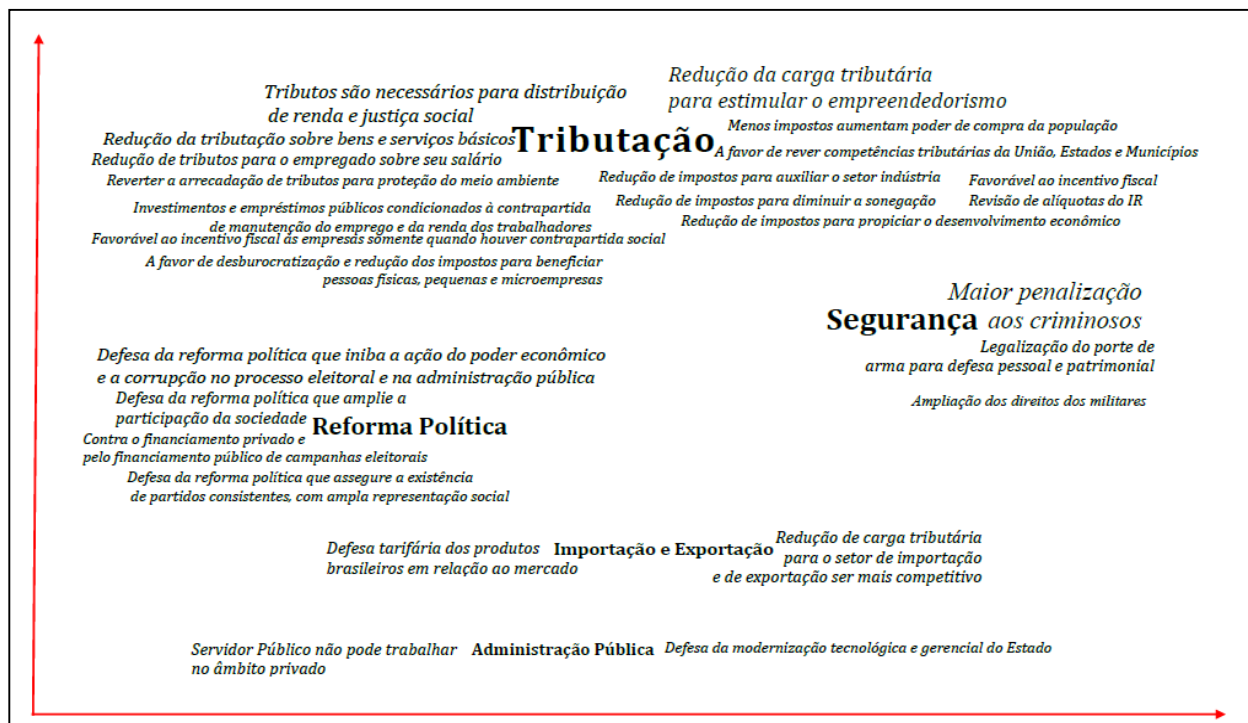 Tributos são necessários para distribuição
de renda e justiça social
Redução da carga tributária
para estimular o empreendedorismo
Redução da tributação sobre bens e serviços básicos
Tributação
Menos impostos aumentam poder de compra da população
Redução de tributos para o empregado sobre seu salário
A favor de rever competências tributárias da União, Estados e Municípios
Reverter a arrecadação de tributos para proteção do meio ambiente
Redução de impostos para auxiliar o setor indústria
Favorável ao incentivo fiscal
Investimentos e empréstimos públicos condicionados à contrapartida
de manutenção do emprego e da renda dos trabalhadores
Redução de impostos para diminuir a sonegação
Revisão de alíquotas do IR
Redução de impostos para propiciar o desenvolvimento econômico
Favorável ao incentivo fiscal às empresas somente quando houver contrapartida social
A favor de desburocratização e redução dos impostos para beneficiar
pessoas físicas, pequenas e microempresas
Maior penalização
Segurança aos criminosos
Legalização do porte de
arma para defesa pessoal e patrimonial
Ampliação dos direitos dos militares
Defesa da reforma política que iniba a ação do poder econômico
e a corrupção no processo eleitoral e na administração pública
Defesa da reforma política que amplie a
participação da sociedade
Reforma Política
Contra o financiamento privado e
pelo financiamento público de campanhas eleitorais
Defesa da reforma política que assegure a existência
de partidos consistentes, com ampla representação social
Defesa tarifária dos produtos
brasileiros em relação ao mercado
Importação e Exportação
Redução de carga tributária
para o setor de importação
e de exportação ser mais competitivo
Servidor Público não pode trabalhar
no âmbito privado
Administração Pública
Defesa da modernização tecnológica e gerencial do Estado